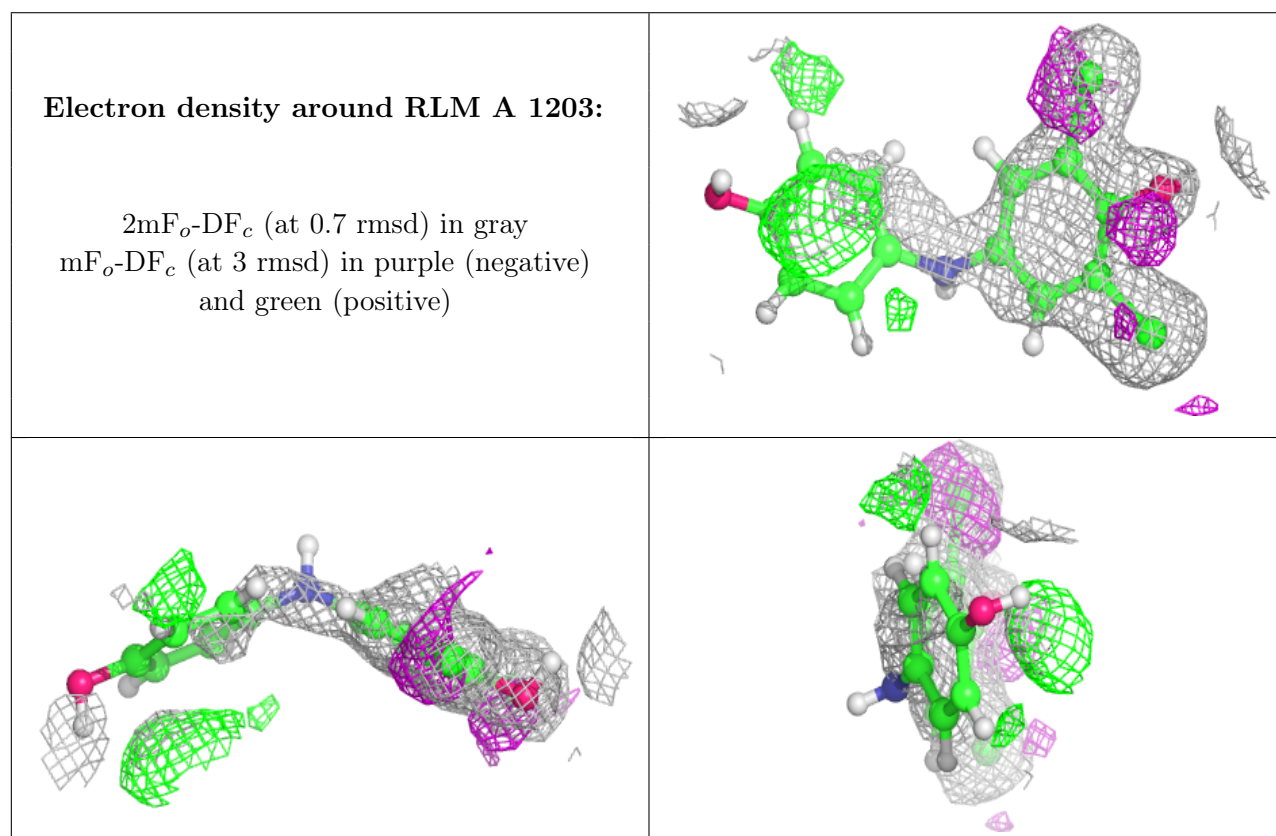 Electron density around RLM A 1203:
2mFo-DFc (at 0.7 rmsd) in gray
mFo-DFc (at 3 rmsd) in purple (negative)
and green (positive)